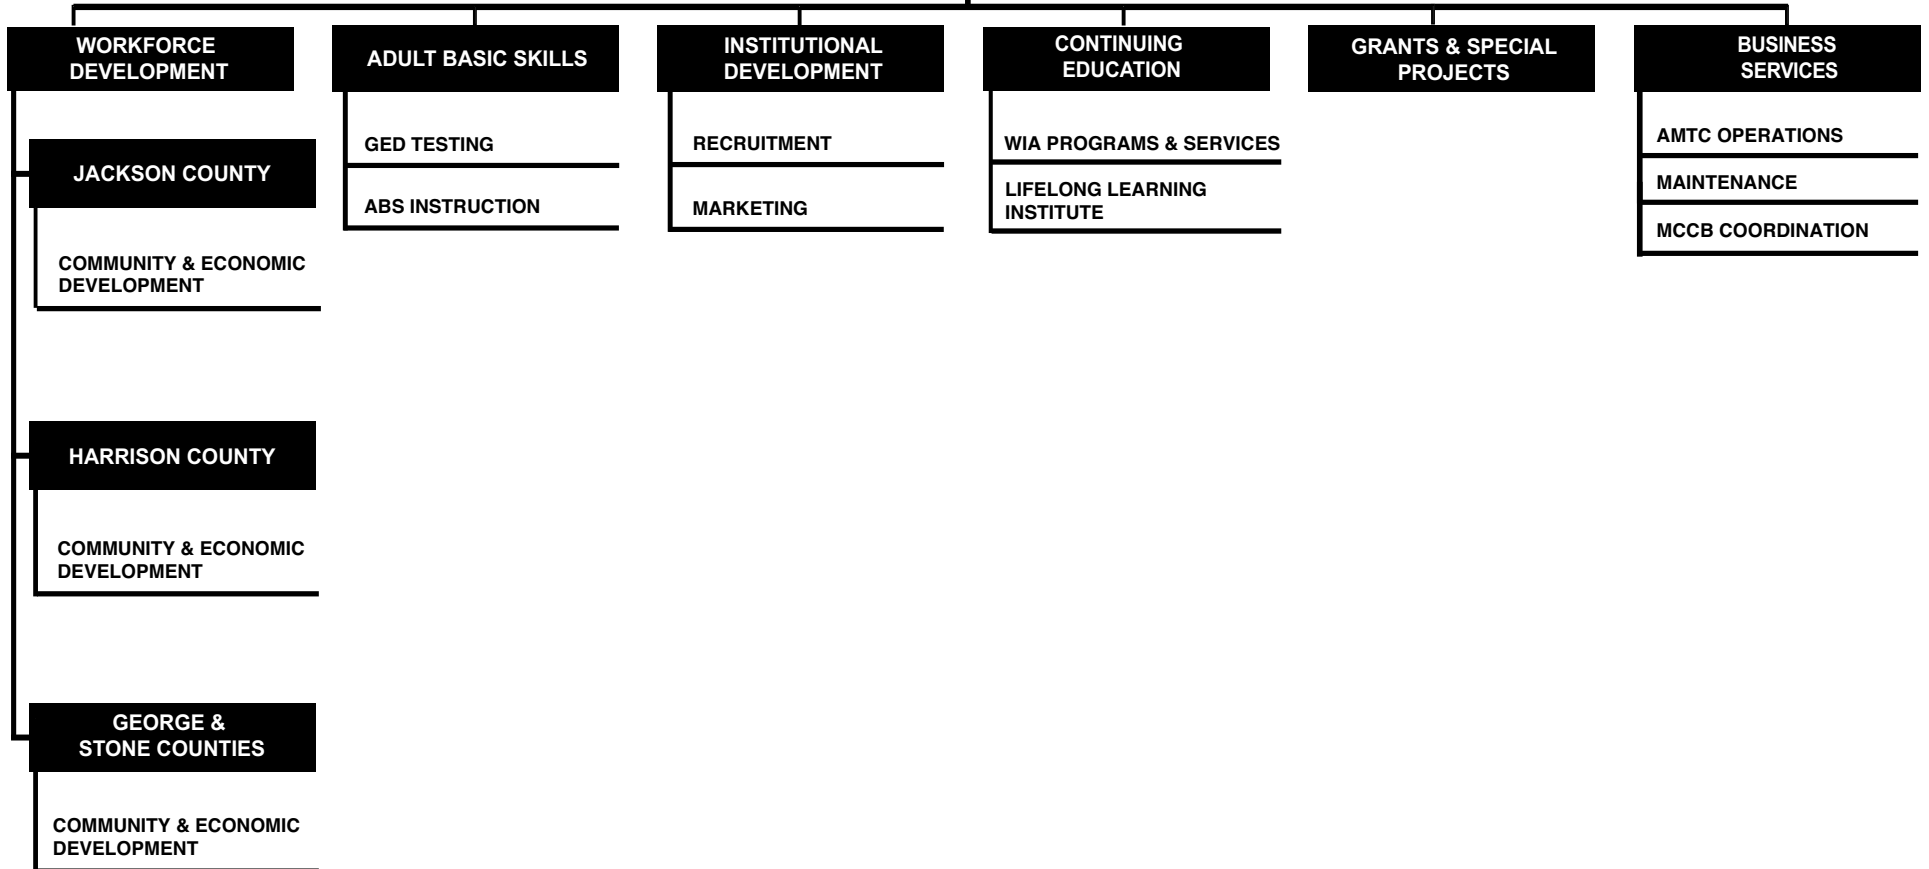 WORKFORCE
DEVELOPMENT
ADULT BASIC SKILLS
INSTITUTIONAL
DEVELOPMENT
CONTINUING
EDUCATION
GRANTS & SPECIAL
PROJECTS
BUSINESS
SERVICES
JACKSON COUNTY
COMMUNITY & ECONOMIC
DEVELOPMENT
HARRISON COUNTY
COMMUNITY & ECONOMIC
DEVELOPMENT
GEORGE &
STONE COUNTIES
COMMUNITY & ECONOMIC
DEVELOPMENT
GED TESTING
ABS INSTRUCTION
RECRUITMENT
MARKETING
WIA PROGRAMS & SERVICES
LIFELONG LEARNING
INSTITUTE
AMTC OPERATIONS
MAINTENANCE
MCCB COORDINATION